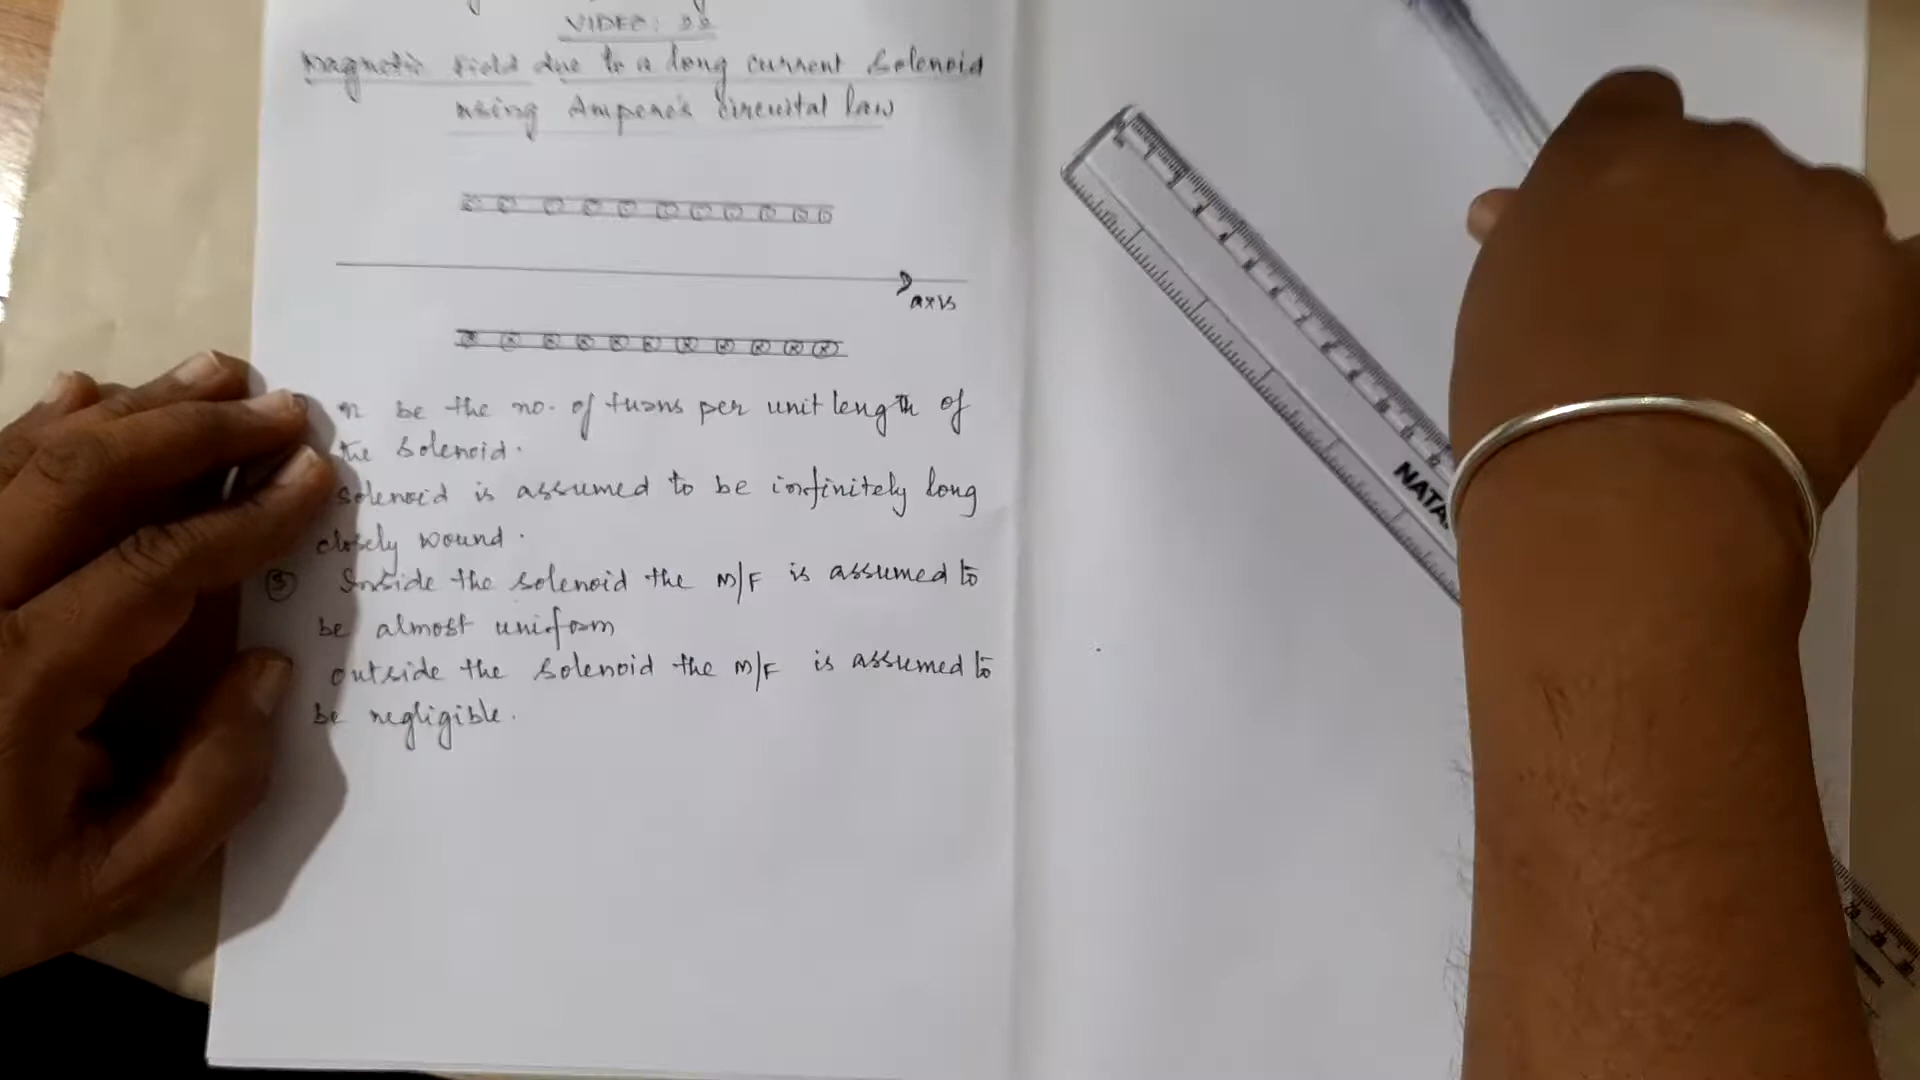 VIDEO:
Magnetic field due to a long current Solenoid
using Ampere's circuital law
axis
n be the no. of turns per unit length of
the solenoid.
solenoid is assumed to be infinitely long
closely wound.
③ Inside the solenoid the M/F is assumed to
be almost uniform
outside the solenoid the M/F is assumed to
be negligible.
NATA